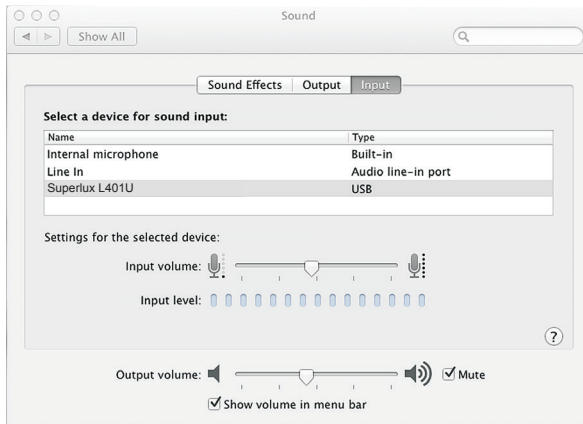 Sound
Show All
Sound Effects Output Input
Select a device for sound input:
Name Type
Internal microphone Built-in
Line In Audio line-in port
Superlux L401U USB
Settings for the selected device:
Input volume:
Input level:
?
Output volume: Mute
Show volume in menu bar